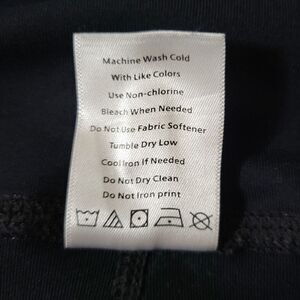 Machine Wash Cold
With Like Colors
Use Non-chlorine
Bleach When Needed
Do Not Use Fabric Softener
Tumble Dry Low
Cool Iron If Needed
Do Not Dry Clean
Do Not Iron print